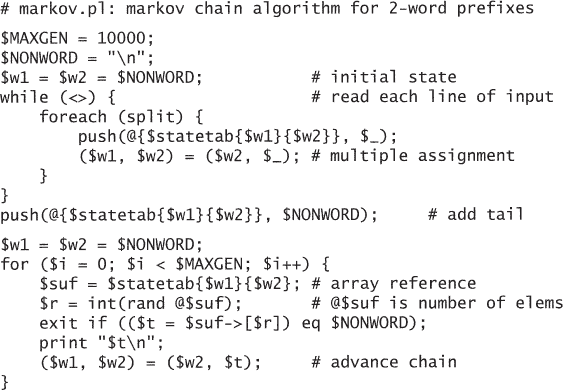 # markov.pl: markov chain algorithm for 2-word prefixes
$MAXGEN = 10000;
$NONWORD = "\n";
$w1 = $w2 = $NONWORD;           # initial state
while (<>) {                    # read each line of input
    foreach (split) {
        push(@{$statetab{$w1}{$w2}}, $_);
        ($w1, $w2) = ($w2, $_); # multiple assignment
    }
}
push(@{$statetab{$w1}{$w2}}, $NONWORD);     # add tail
$w1 = $w2 = $NONWORD;
for ($i = 0; $i < $MAXGEN; $i++) {
    $suf = $statetab{$w1}{$w2}; # array reference
    $r = int(rand @$suf);       # @$suf is number of elems
    exit if (($t = $suf->[$r]) eq $NONWORD);
    print "$t\n";
    ($w1, $w2) = ($w2, $t);     # advance chain
}